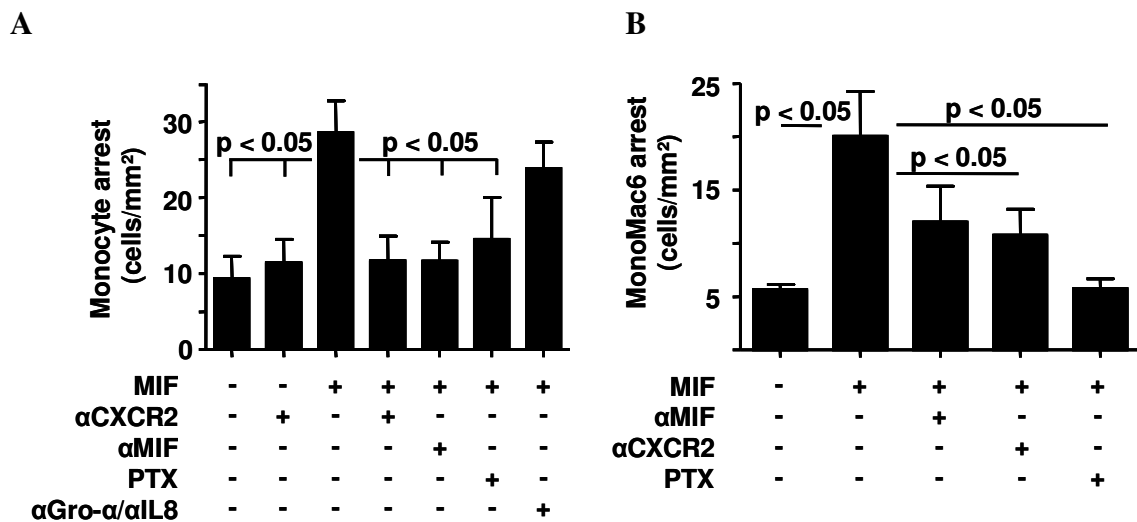 A
Monocyte arrest
(cells/mm²)
30
20
10
0
p < 0.05
p < 0.05
MIF - - + + + + +
αCXCR2 - + - + - - -
αMIF - - - - + - -
PTX - - - - - + -
αGro-α/αIL8 - - - - - - +
B
MonoMac6 arrest
(cells/mm²)
25
15
5
p < 0.05
p < 0.05
p < 0.05
MIF - + + + +
αMIF - - + - -
αCXCR2 - - - + -
PTX - - - - +